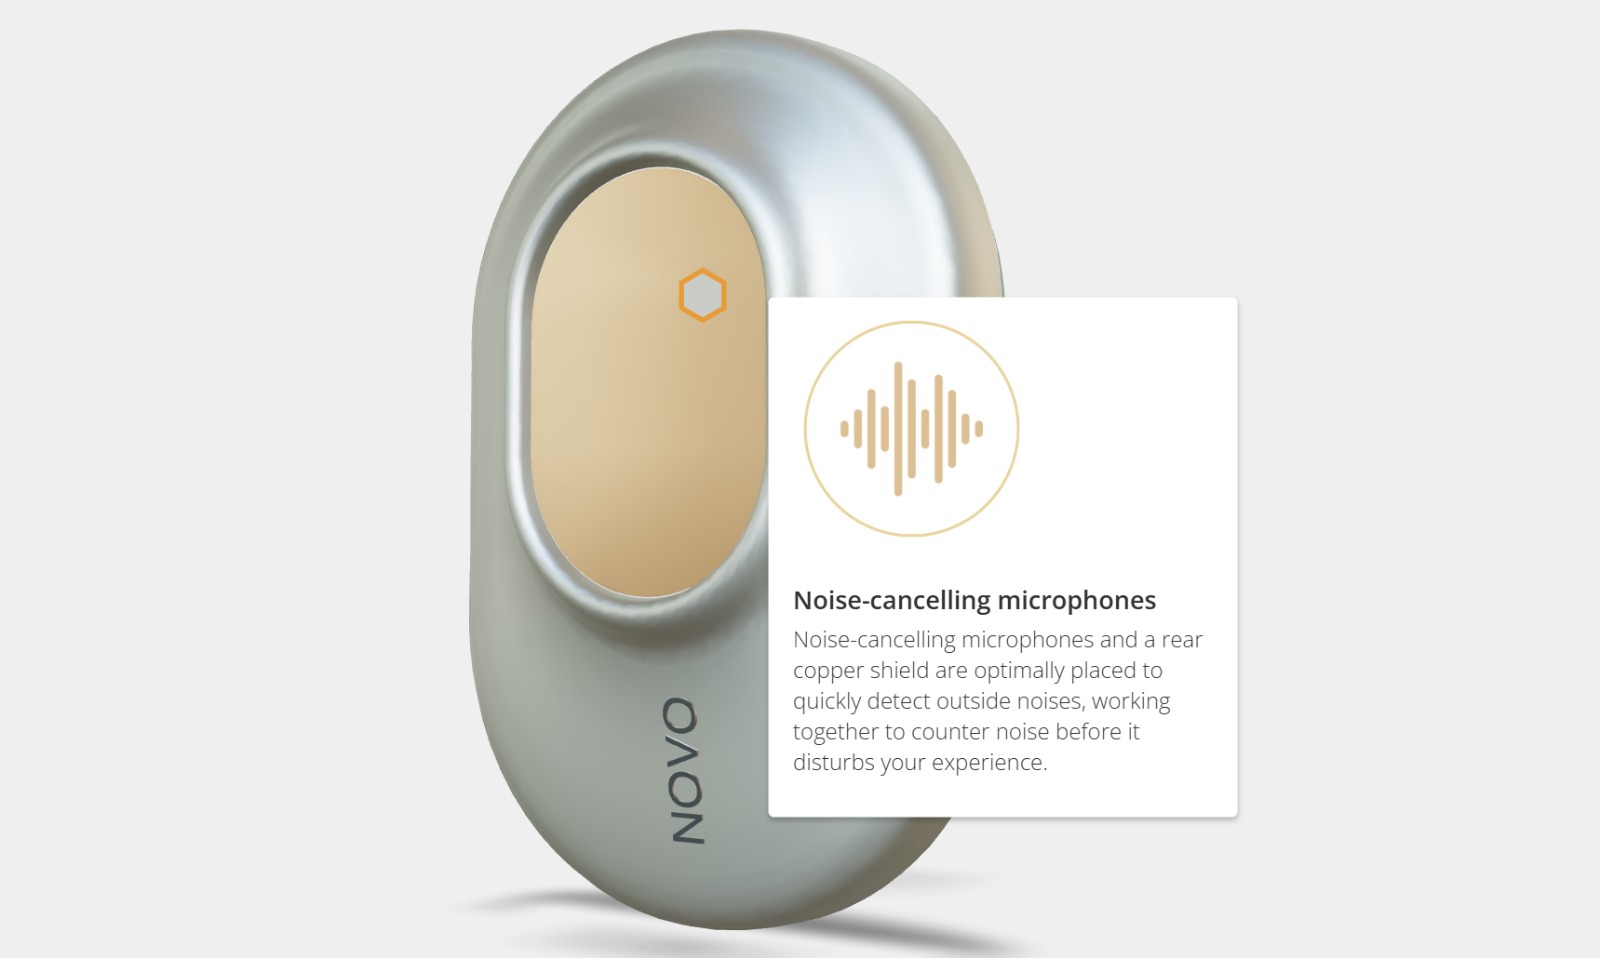 NOVO
Noise-cancelling microphones
Noise-cancelling microphones and a rear
copper shield are optimally placed to
quickly detect outside noises, working
together to counter noise before it
disturbs your experience.